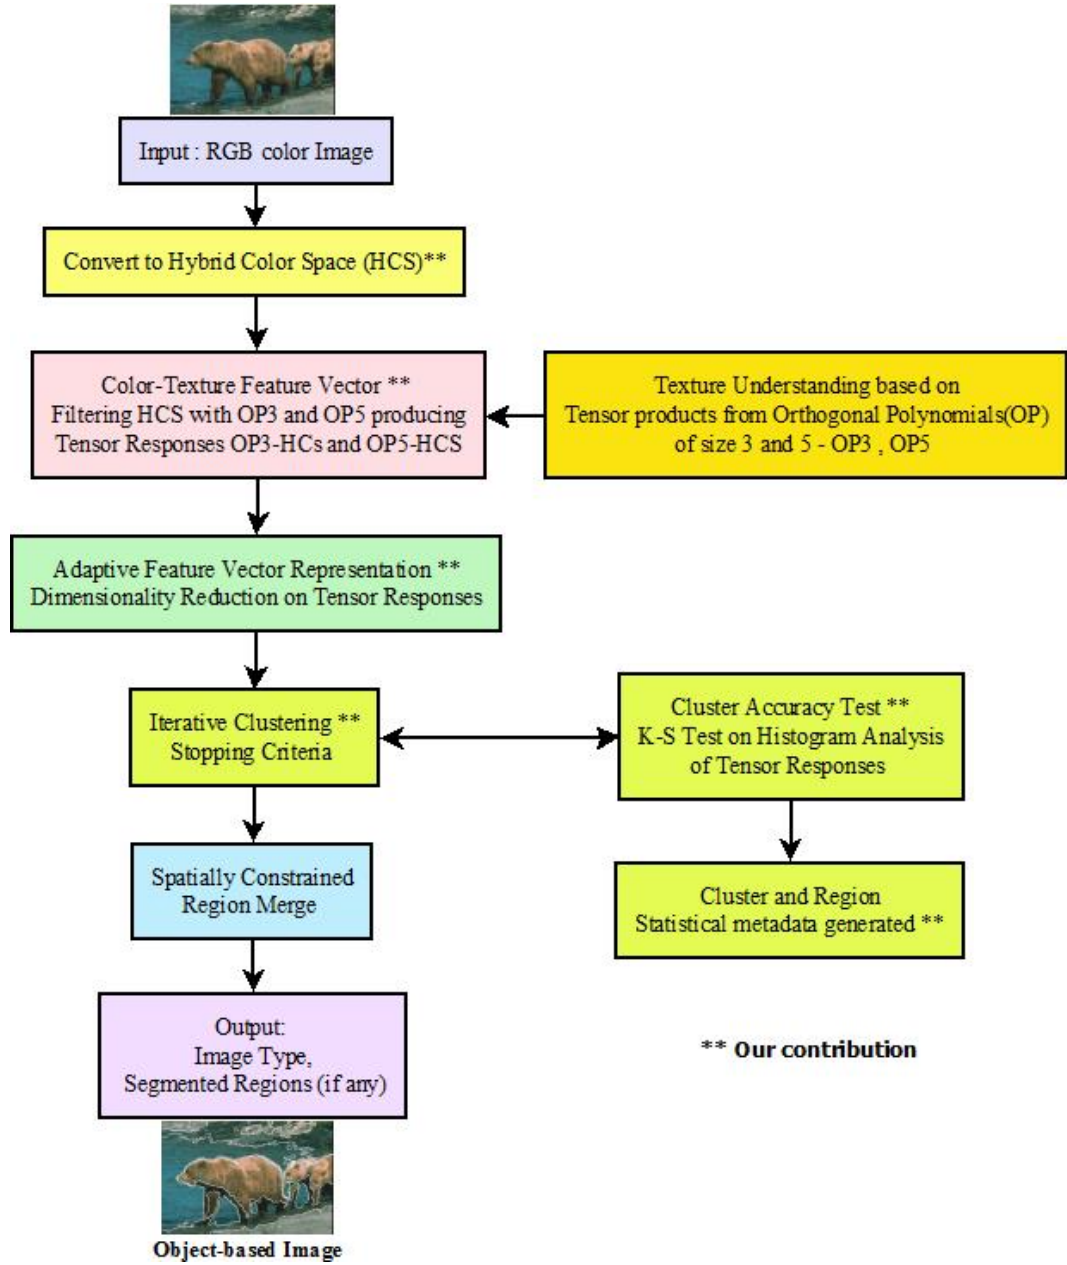 Input : RGB color Image
Convert to Hybrid Color Space (HCS)**
Color-Texture Feature Vector **
Filtering HCS with OP3 and OP5 producing
Tensor Responses OP3-HCs and OP5-HCS
Texture Understanding based on
Tensor products from Orthogonal Polynomials(OP)
of size 3 and 5 - OP3 , OP5
Adaptive Feature Vector Representation **
Dimensionality Reduction on Tensor Responses
Iterative Clustering **
Stopping Criteria
Cluster Accuracy Test **
K-S Test on Histogram Analysis
of Tensor Responses
Spatially Constrained
Region Merge
Cluster and Region
Statistical metadata generated **
Output:
Image Type,
Segmented Regions (if any)
** Our contribution
Object-based Image